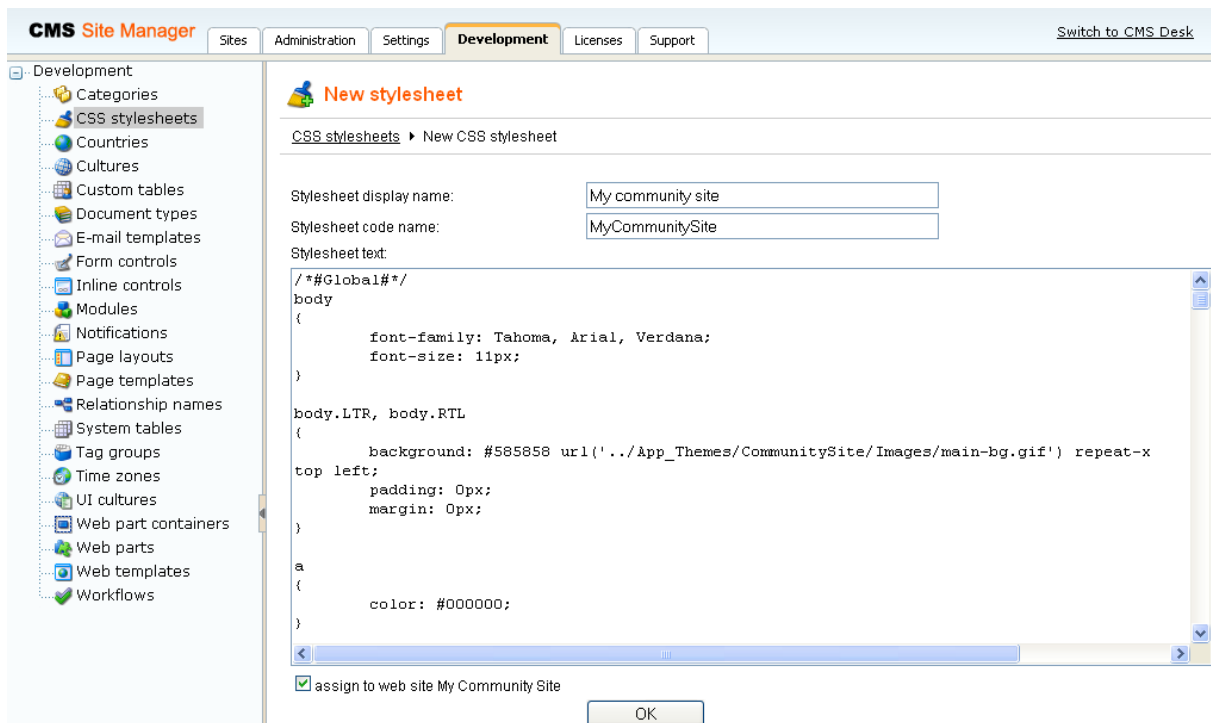 CMS Site Manager
Sites
Administration
Settings
Development
Licenses
Support
Switch to CMS Desk
Development
Categories
CSS stylesheets
Countries
Cultures
Custom tables
Document types
E-mail templates
Form controls
Inline controls
Modules
Notifications
Page layouts
Page templates
Relationship names
System tables
Tag groups
Time zones
UI cultures
Web part containers
Web parts
Web templates
Workflows
New stylesheet
CSS stylesheets ▸ New CSS stylesheet
Stylesheet display name: My community site
Stylesheet code name: MyCommunitySite
Stylesheet text:
/*#Global#*/
body
{
font-family: Tahoma, Arial, Verdana;
font-size: 11px;
}
body.LTR, body.RTL
{
background: #585858 url('../App_Themes/CommunitySite/Images/main-bg.gif') repeat-x
top left;
padding: 0px;
margin: 0px;
}
a
{
color: #000000;
}
assign to web site My Community Site
OK